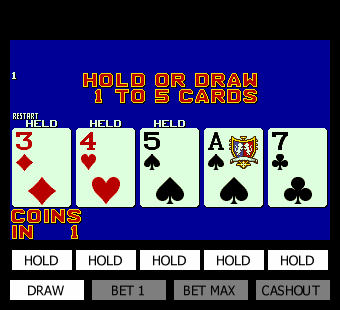 1
HOLD OR DRAW
1 TO 5 CARDS
RESTART
HELD HELD HELD
3 4 5 A 7
COINS
IN 1
HOLD HOLD HOLD HOLD HOLD
DRAW BET 1 BET MAX CASHOUT